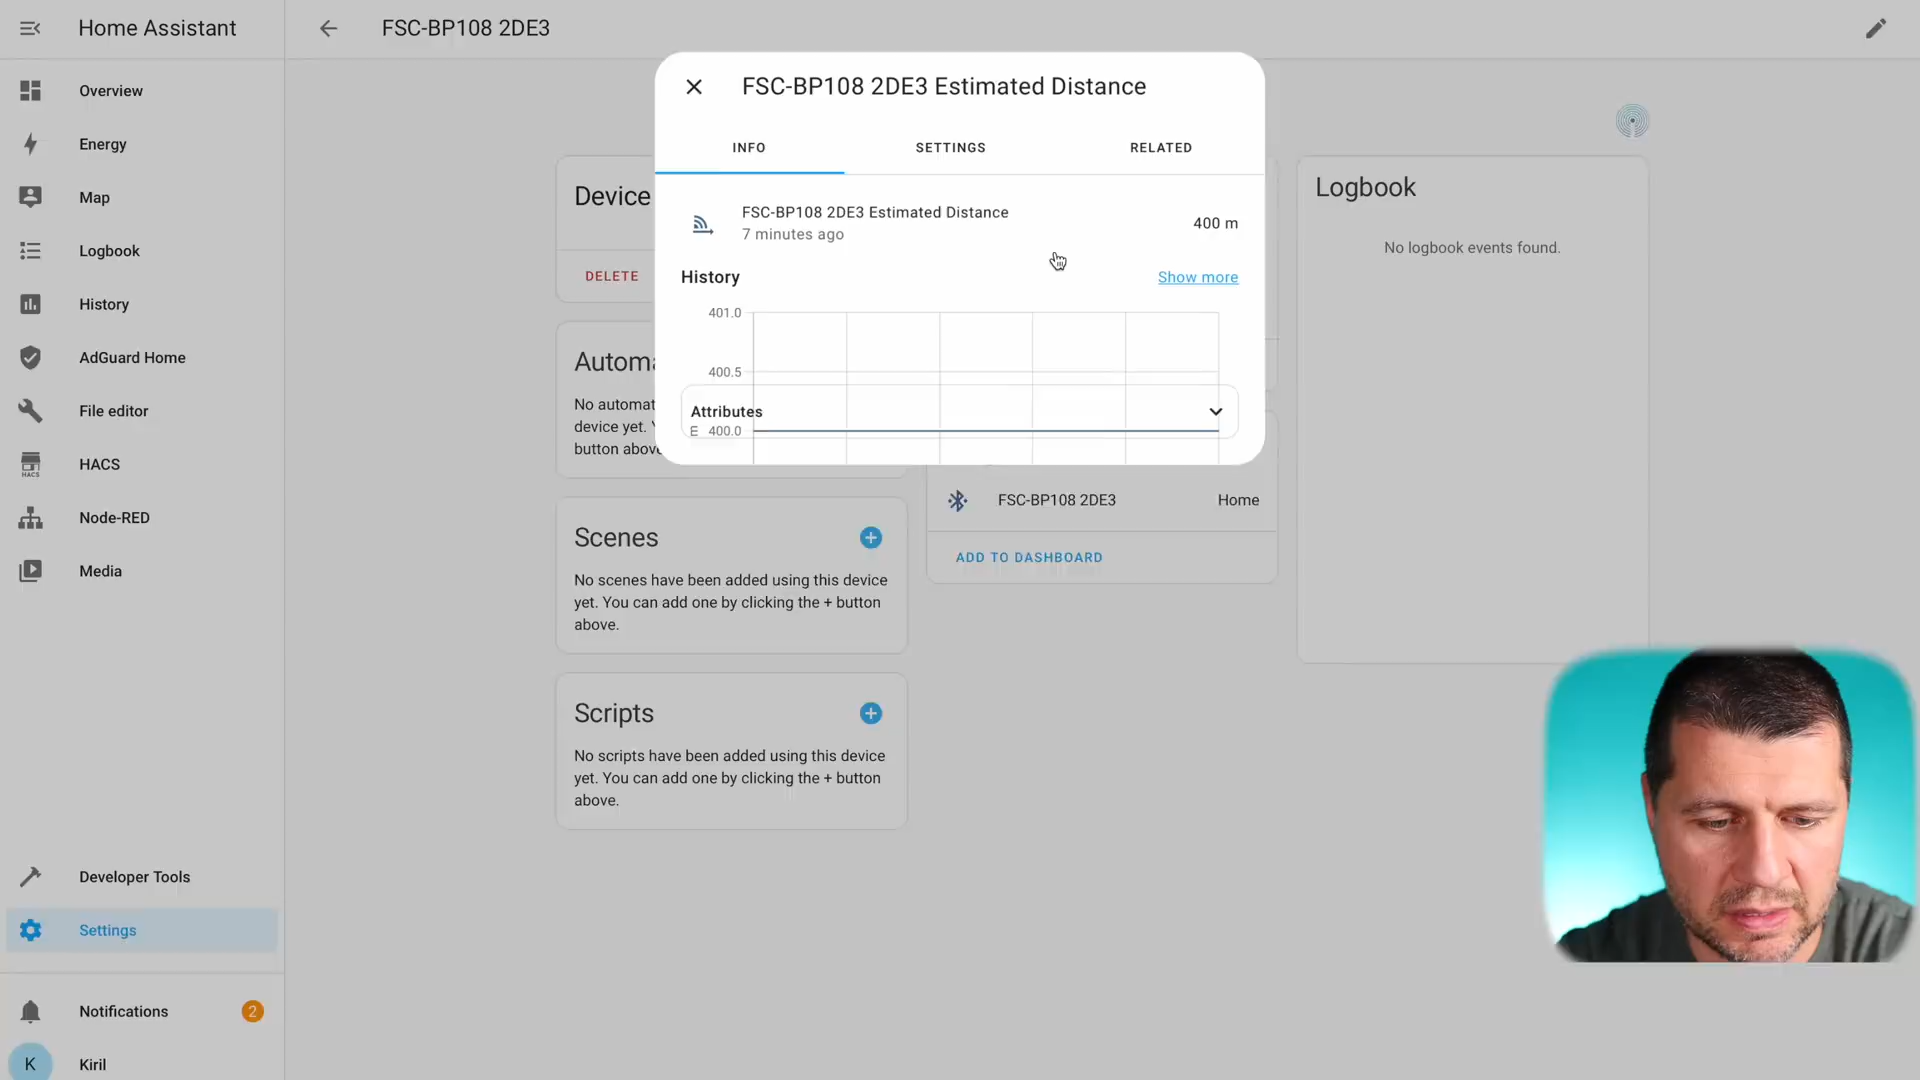 Home Assistant
Overview
Energy
Map
Logbook
History
AdGuard Home
File editor
HACS
HACS
Node-RED
Media
Developer Tools
Settings
Notifications
2
K
Kiril
FSC-BP108 2DE3
FSC-BP108 2DE3 Estimated Distance
INFO
SETTINGS
RELATED
FSC-BP108 2DE3 Estimated Distance
7 minutes ago
400 m
History
Show more
401.0
400.5
Attributes
m
400.0
Device
DELETE
Automa
No automat
device yet. Y
button above
Scenes
No scenes have been added using this device
yet. You can add one by clicking the + button
above.
Scripts
No scripts have been added using this device
yet. You can add one by clicking the + button
above.
FSC-BP108 2DE3
Home
ADD TO DASHBOARD
Logbook
No logbook events found.